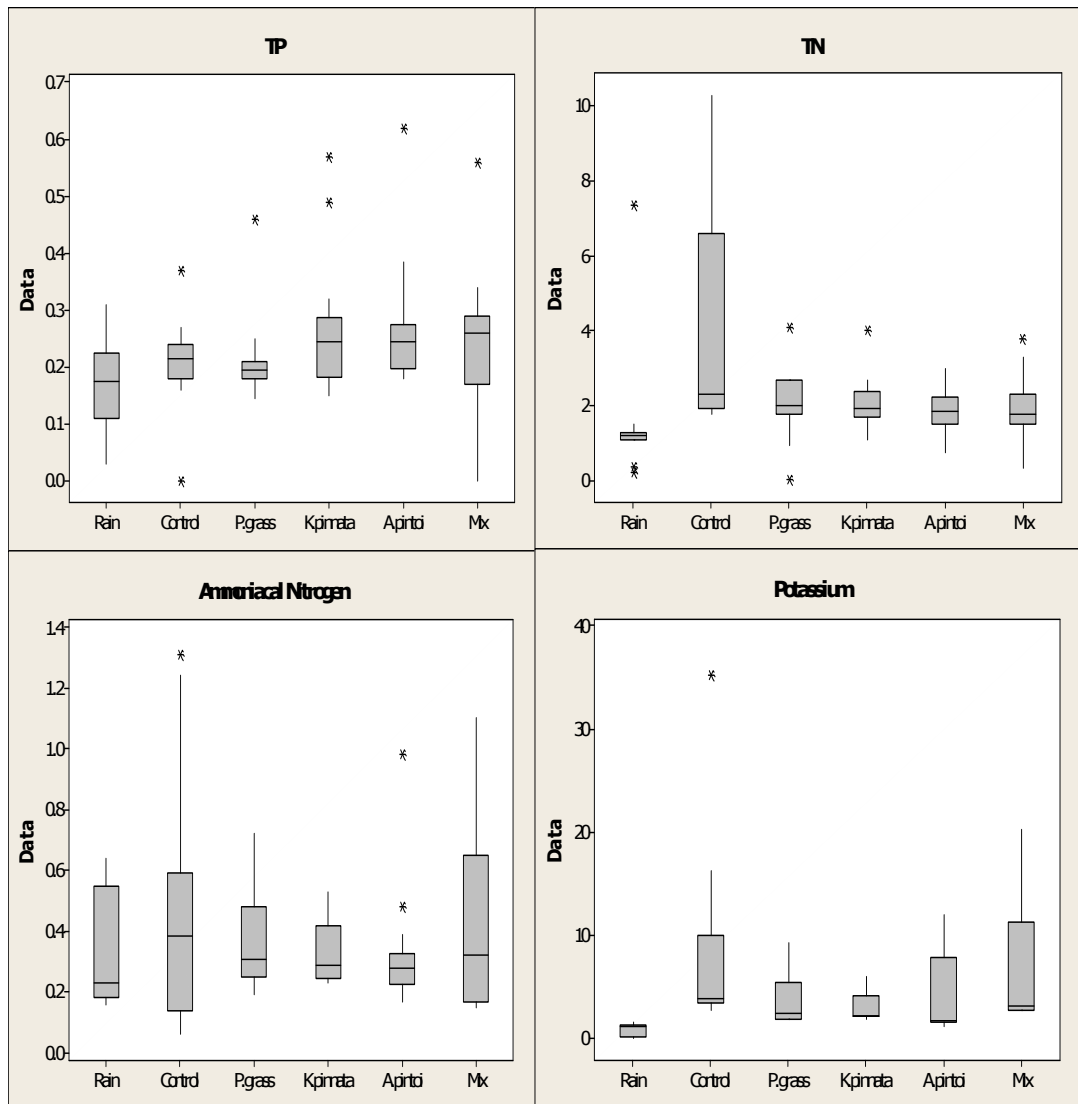 TP
0.7
0.6
0.5
0.4
0.3
0.2
0.1
0.0
Data
Rain Control P.grass K.pinnata A.pintoi Mix
TN
10
8
6
4
2
0
Data
Rain Control P.grass K.pinnata A.pintoi Mix
Ammoniacal Nitrogen
1.4
1.2
1.0
0.8
0.6
0.4
0.2
0.0
Data
Rain Control P.grass K.pinnata A.pintoi Mix
Potassium
40
30
20
10
0
Data
Rain Control P.grass K.pinnata A.pintoi Mix